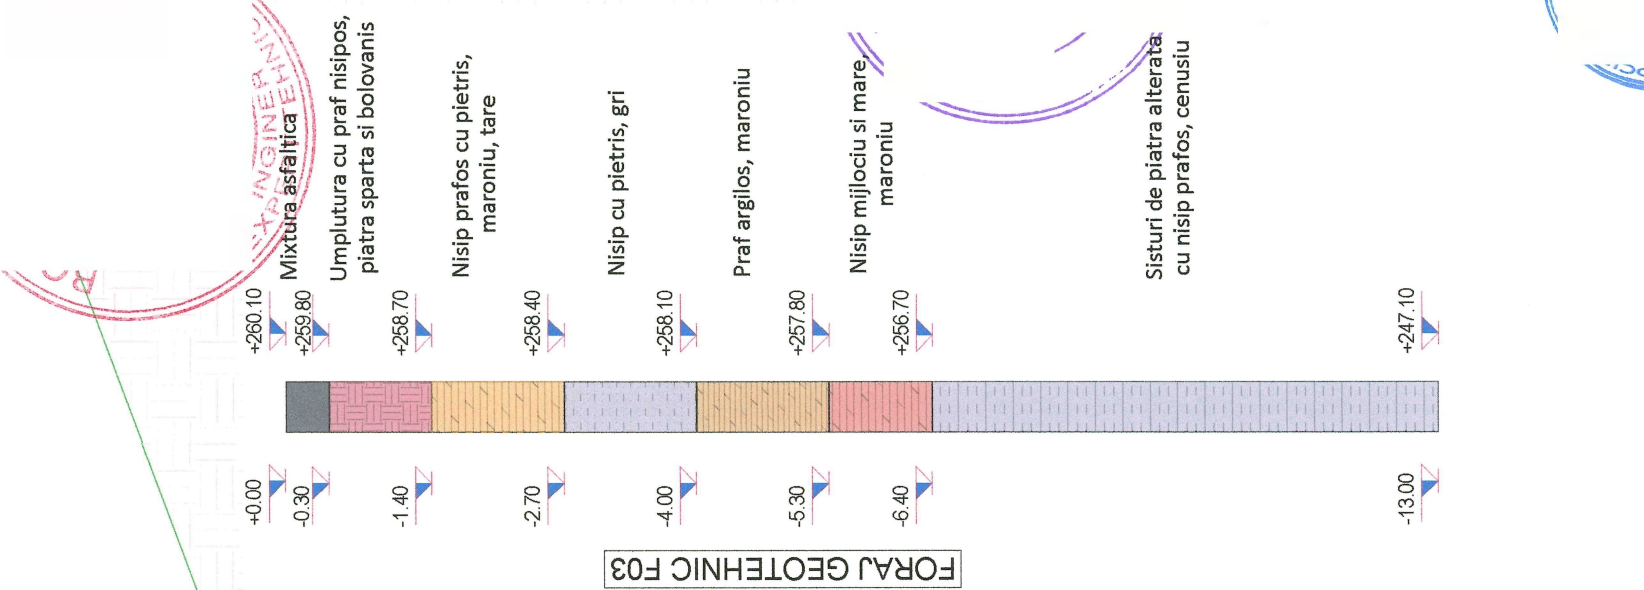 +260.10
+259.80
+258.70
+258.40
+258.10
+257.80
+256.70
+247.10
Mixtura asfaltica
Umplutura cu praf nisipos,
piatra sparta si bolovanis
Nisip prafos cu pietris,
maroniu, tare
Nisip cu pietris, gri
Praf argilos, maroniu
Nisip mijlociu si mare,
maroniu
Sisturi de piatra alterata
cu nisip prafos, cenusiu
+0.00
-0.30
-1.40
-2.70
-4.00
-5.30
-6.40
-13.00
FORAJ GEOTEHNIC F03
INGINER